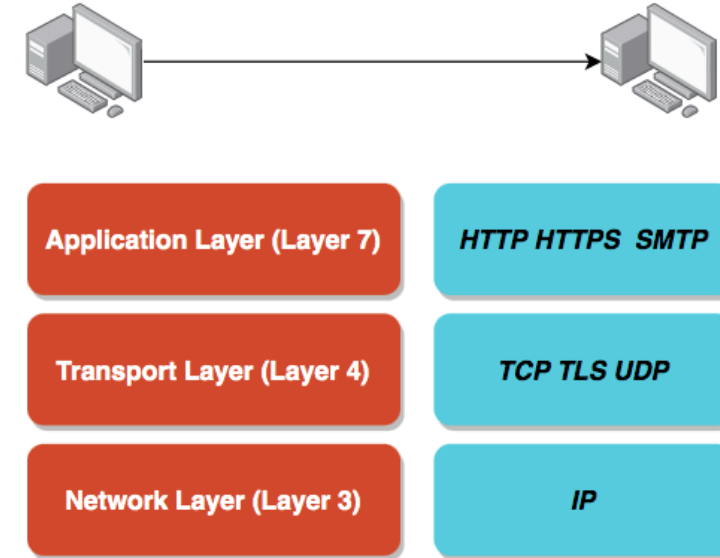 Application Layer (Layer 7)
HTTP HTTPS SMTP
Transport Layer (Layer 4)
TCP TLS UDP
Network Layer (Layer 3)
IP